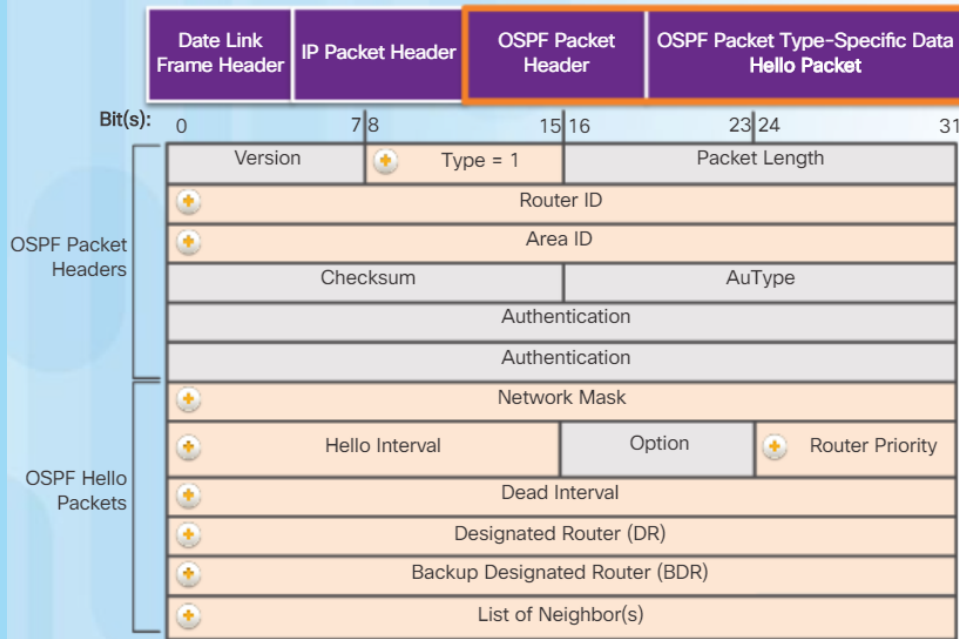 Date Link
Frame Header
IP Packet Header
OSPF Packet
Header
OSPF Packet Type-Specific Data
Hello Packet
Bit(s):
0
7
8
15
16
23
24
31
Version
Type = 1
Packet Length
Router ID
Area ID
OSPF Packet
Headers
Checksum
AuType
Authentication
Authentication
Network Mask
Hello Interval
Option
Router Priority
OSPF Hello
Packets
Dead Interval
Designated Router (DR)
Backup Designated Router (BDR)
List of Neighbor(s)